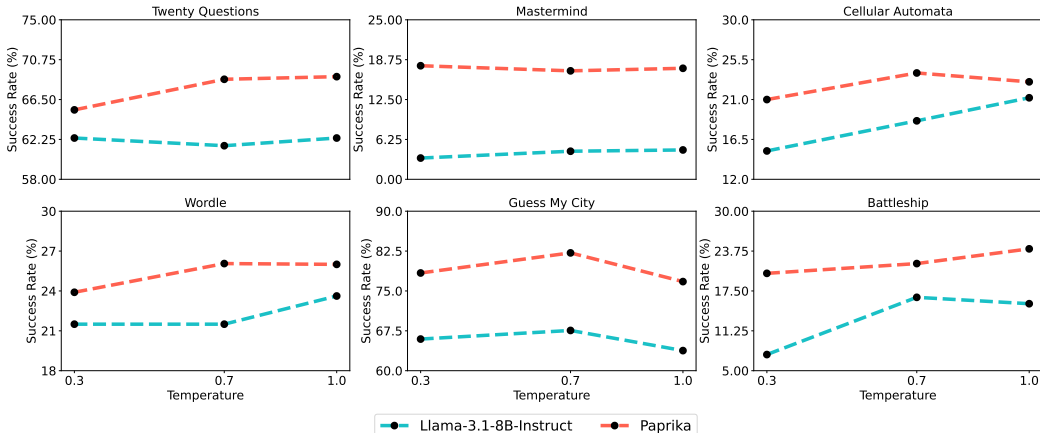 Twenty Questions
Mastermind
Cellular Automata
Success Rate (%)
75.00
70.75
66.50
62.25
58.00
Success Rate (%)
25.00
18.75
12.50
6.25
0.00
Success Rate (%)
30.0
25.5
21.0
16.5
12.0
Wordle
Guess My City
Battleship
Success Rate (%)
30
27
24
21
18
0.3 0.7 1.0
Temperature
Success Rate (%)
90.0
82.5
75.0
67.5
60.0
0.3 0.7 1.0
Temperature
Success Rate (%)
30.00
23.75
17.50
11.25
5.00
0.3 0.7 1.0
Temperature
Llama-3.1-8B-Instruct Paprika